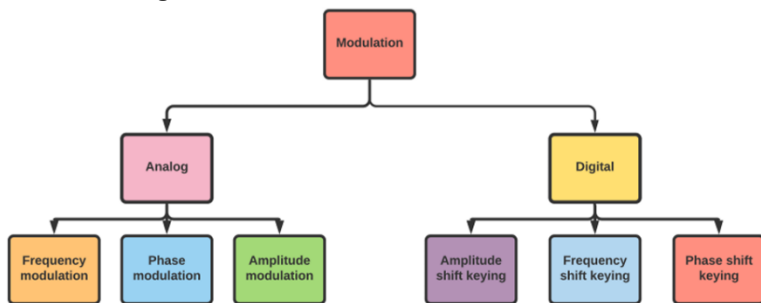 Modulation
Analog
Digital
Frequency
modulation
Phase
modulation
Amplitude
modulation
Amplitude
shift keying
Frequency
shift keying
Phase shift
keying